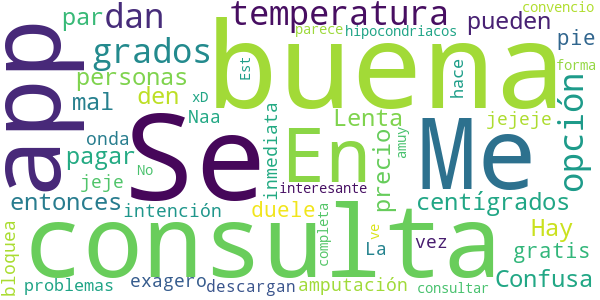 convencio
par dan temperatura pueden
parece hipocondriacos pie
grados buena
app personas Est hace forma
mal den xD
Naa Lenta jejeje opción
onda Se En Me
No pagar inmediata precio amuy
jeje interesante
entonces intención duele centígrados
consulta
bloquea completa ve La vez Hay gratis
problemas exagero descargan amputación consultar Confusa